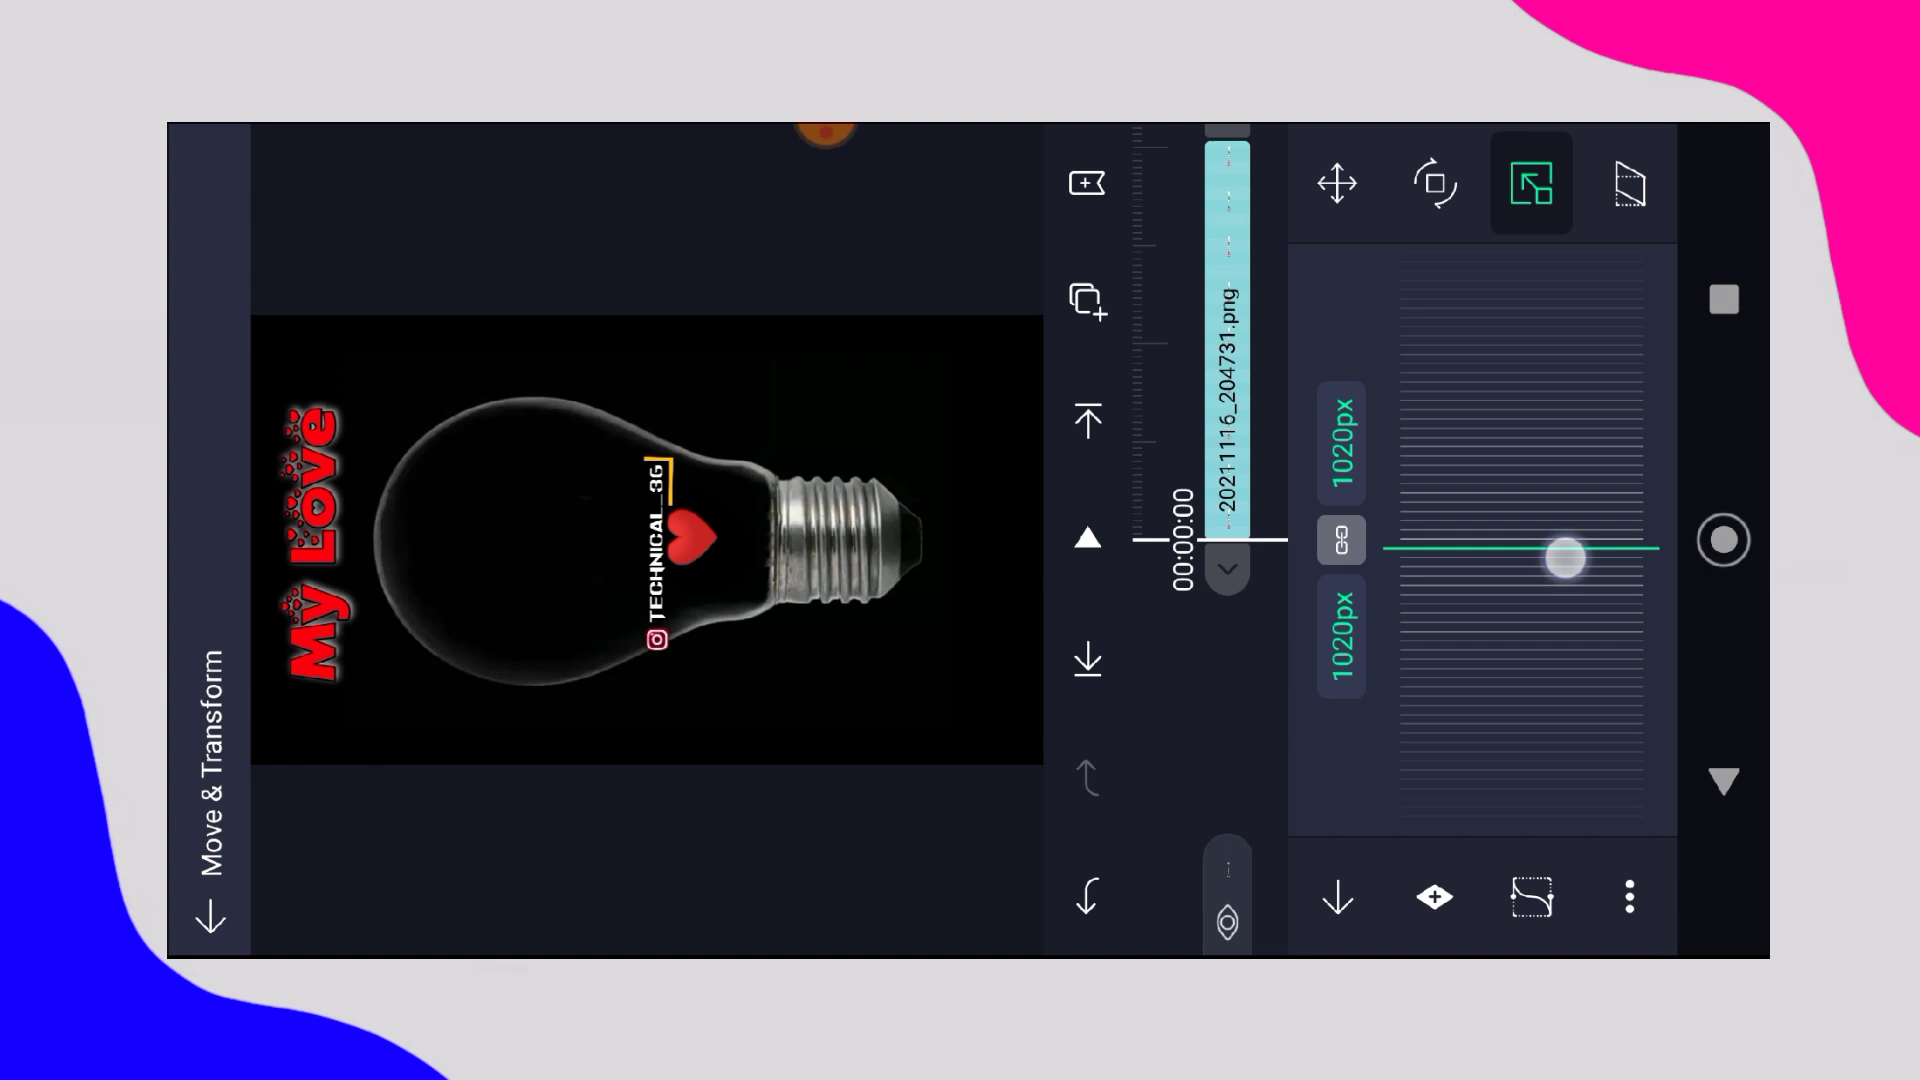 Move & Transform
My Love
TECHNICAL_3G
00:00:00
20211116_204731.png
1020px
1020px